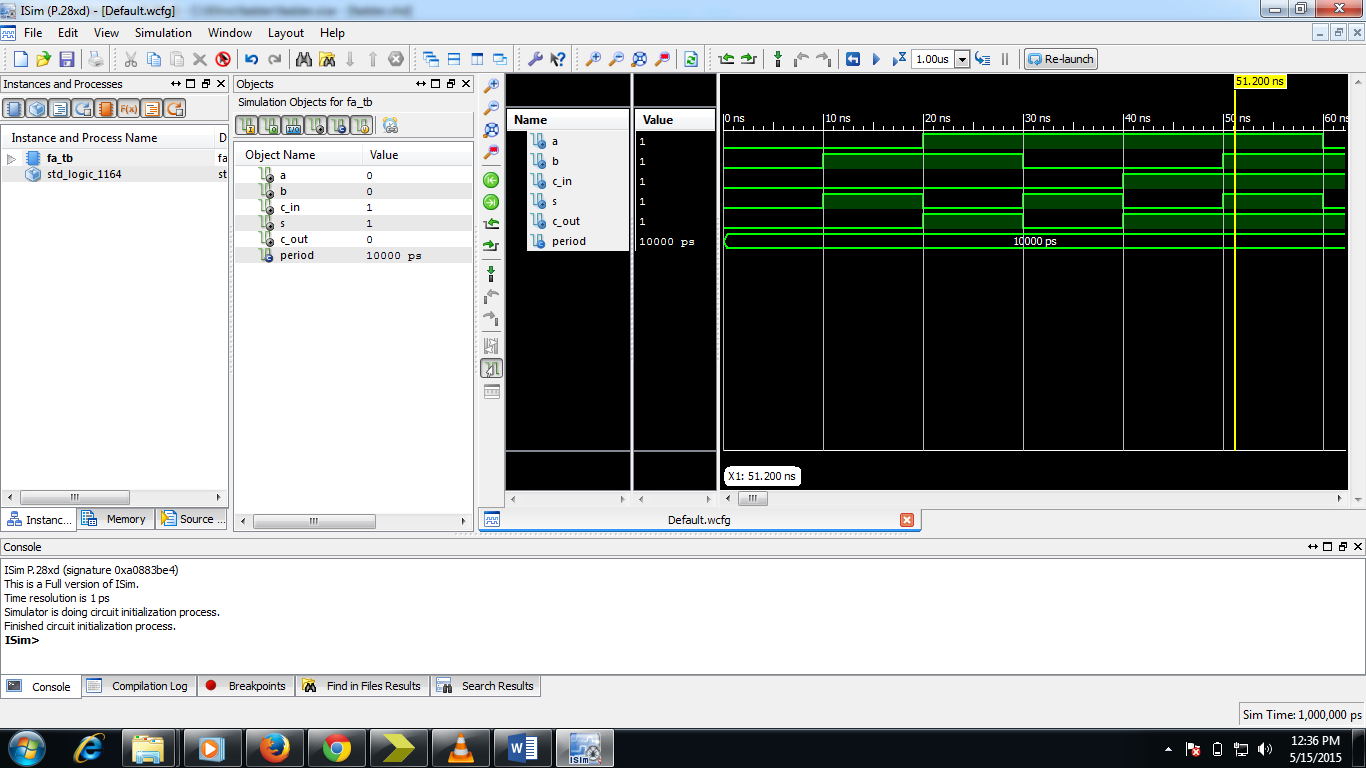 ISim (P.28xd) - [Default.wcfg]
File Edit View Simulation Window Layout Help
1.00us
Re-launch
Instances and Processes
Instance and Process Name D
fa_tb fa
std_logic_1164 st
Instanc... Memory Source ...
Objects
Simulation Objects for fa_tb
Object Name Value
a 0
b 0
c_in 1
s 1
c_out 0
period 10000 ps
Name Value
a 1
b 1
c_in 1
s 1
c_out 1
period 10000 ps
51.200 ns
0 ns 10 ns 20 ns 30 ns 40 ns 50 ns 60 ns
10000 ps
X1: 51.200 ns
Default.wcfg
Console
ISim P.28xd (signature 0xa0883be4)
This is a Full version of ISim.
Time resolution is 1 ps
Simulator is doing circuit initialization process.
Finished circuit initialization process.
ISim>
Console Compilation Log Breakpoints Find in Files Results Search Results
Sim Time: 1,000,000 ps
ISim
12:36 PM
5/15/2015